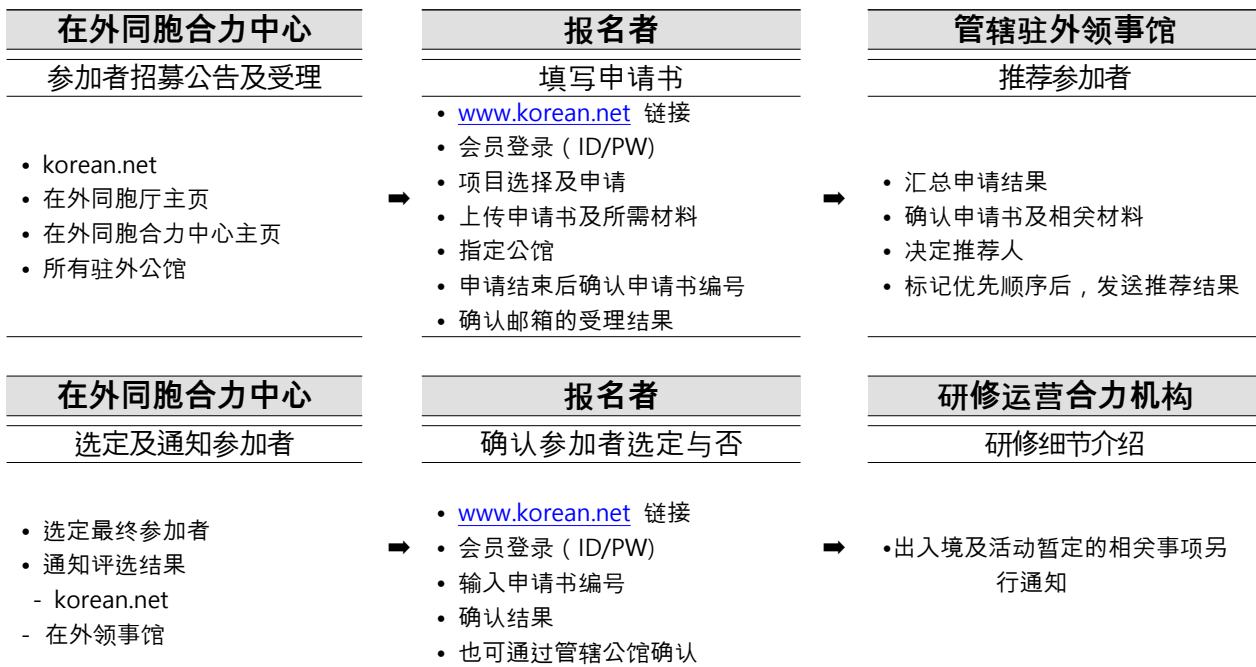 在外同胞合力中心
参加者招募公告及受理
• korean.net
• 在外同胞厅主页
• 在外同胞合力中心主页
• 所有驻外公馆
➡
报名者
填写申请书
• www.korean.net 链接
• 会员登录（ID/PW)
• 项目选择及申请
• 上传申请书及所需材料
• 指定公馆
• 申请结束后确认申请书编号
• 确认邮箱的受理结果
➡
管辖驻外领事馆
推荐参加者
• 汇总申请结果
• 确认申请书及相关材料
• 决定推荐人
• 标记优先顺序后，发送推荐结果
在外同胞合力中心
选定及通知参加者
• 选定最终参加者
• 通知评选结果
- korean.net
- 在外领事馆
➡
报名者
确认参加者选定与否
• www.korean.net 链接
• 会员登录（ID/PW)
• 输入申请书编号
• 确认结果
• 也可通过管辖公馆确认
➡
研修运营合力机构
研修细节介绍
•出入境及活动暂定的相关事项另
行通知